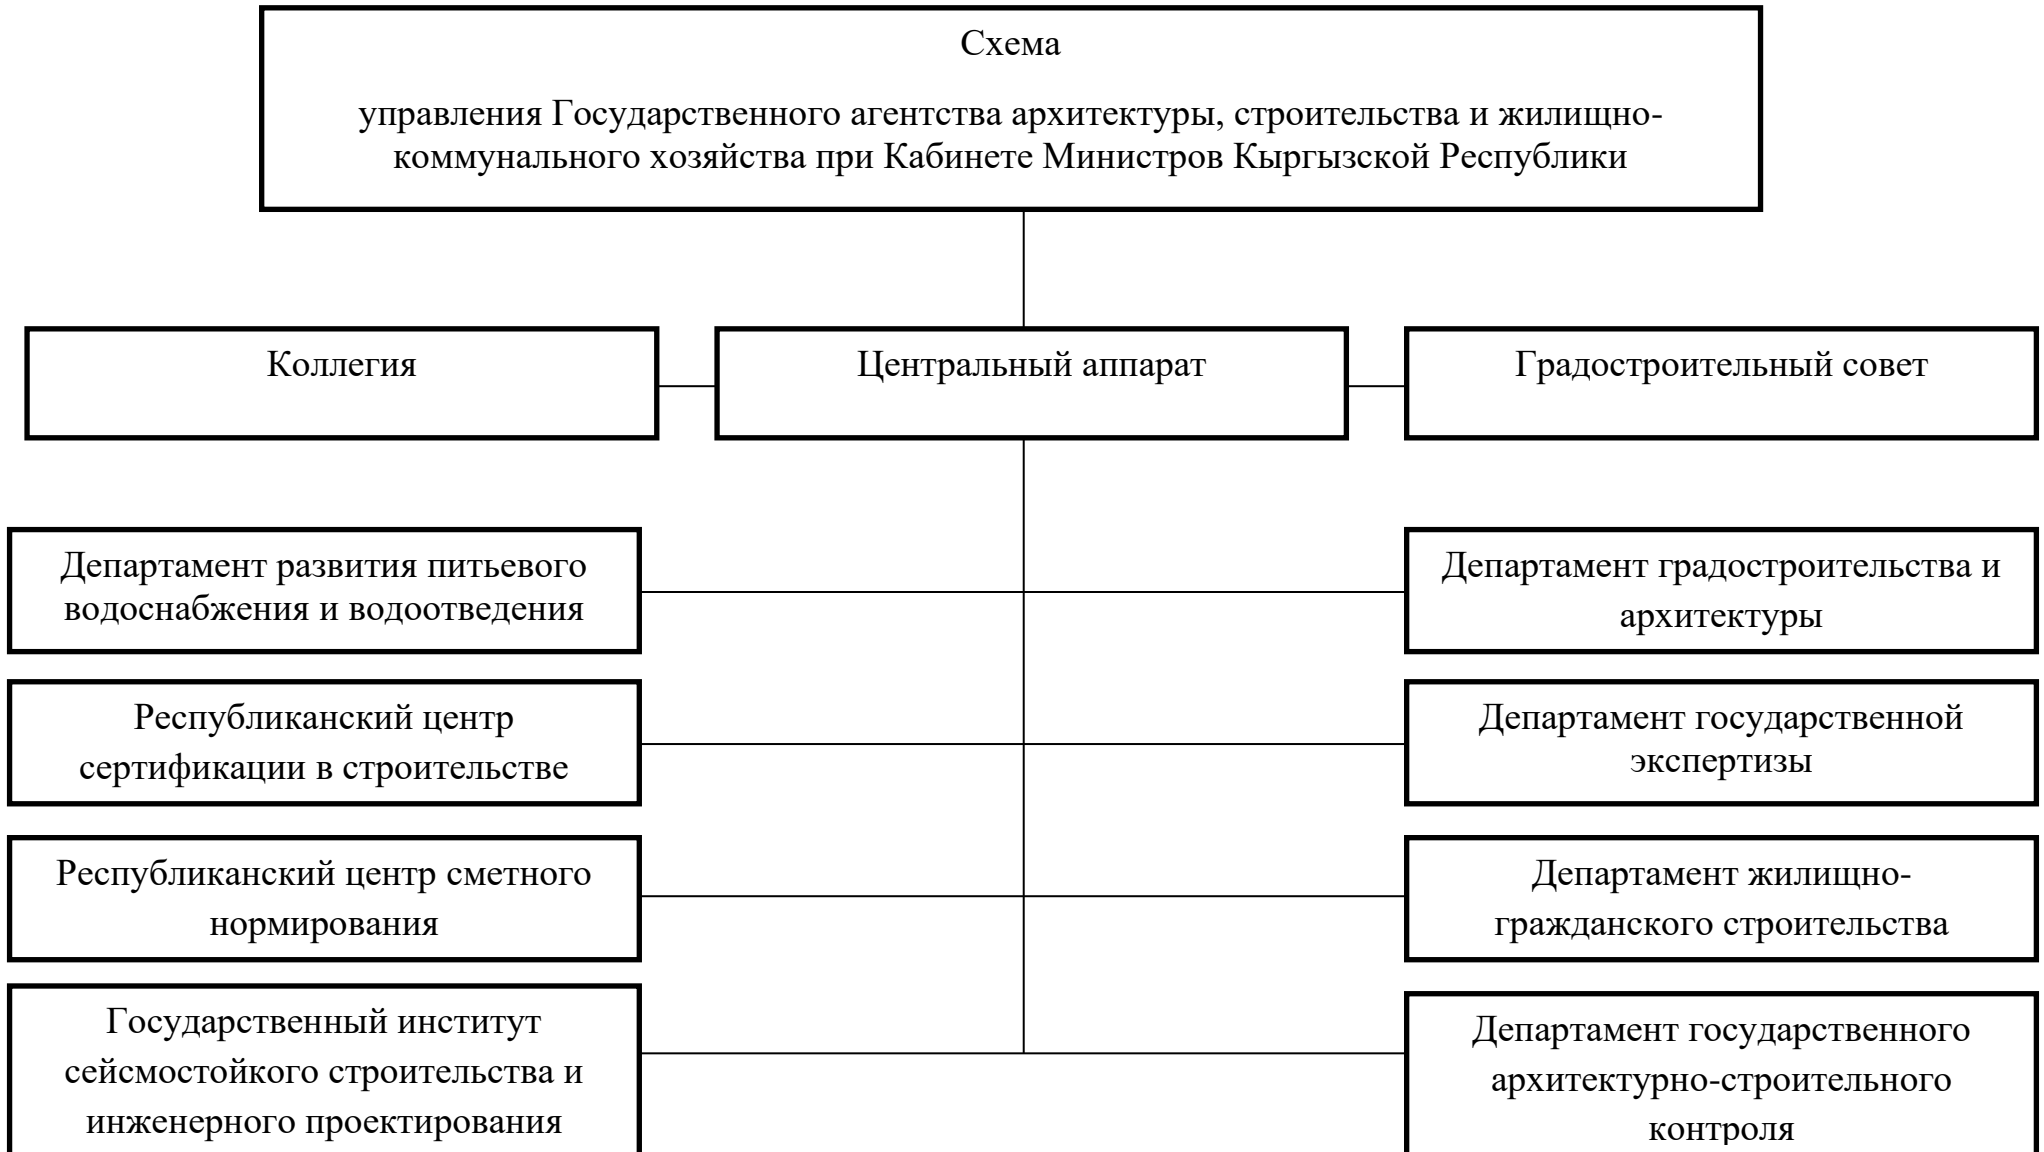 Схема
управления Государственного агентства архитектуры, строительства и жилищно-
коммунального хозяйства при Кабинете Министров Кыргызской Республики
Коллегия
Центральный аппарат
Градостроительный совет
Департамент развития питьевого
водоснабжения и водоотведения
Департамент градостроительства и
архитектуры
Республиканский центр
сертификации в строительстве
Департамент государственной
экспертизы
Республиканский центр сметного
нормирования
Департамент жилищно-
гражданского строительства
Государственный институт
сейсмостойкого строительства и
инженерного проектирования
Департамент государственного
архитектурно-строительного
контроля